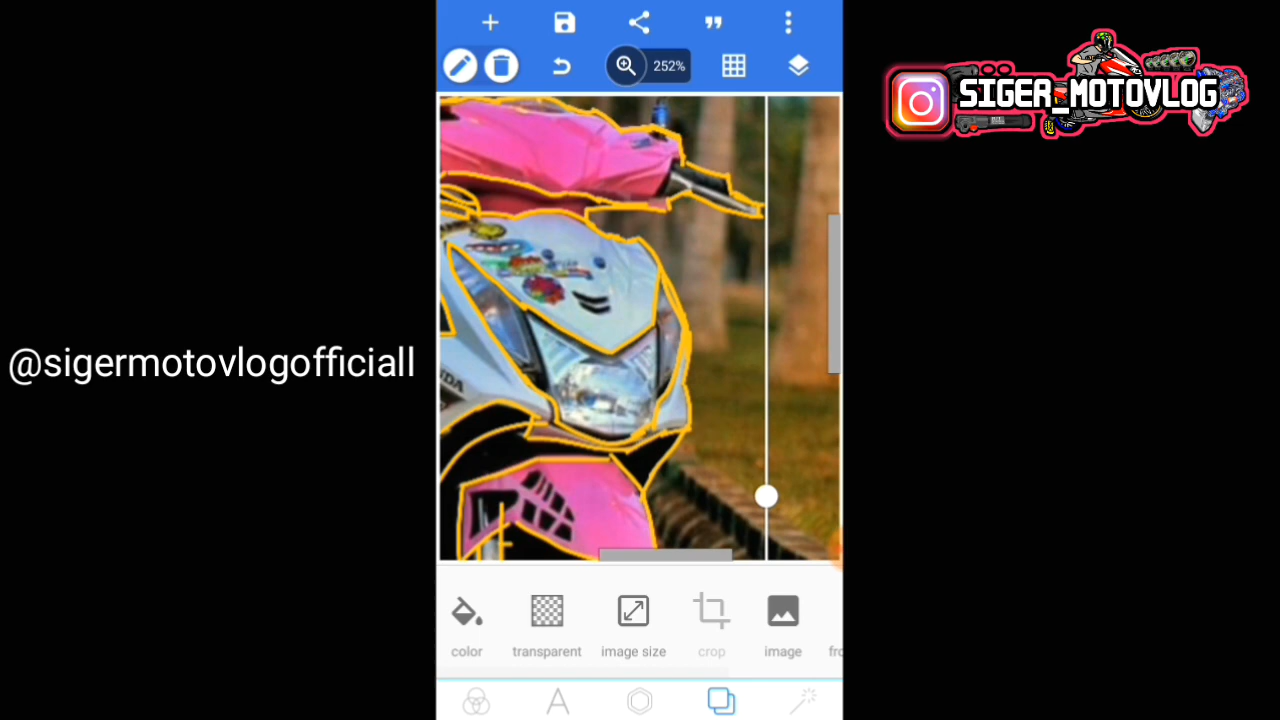 SIGER_MOTOVLOG
252%
@sigermotovlogofficiall
color
transparent
image size
crop
image